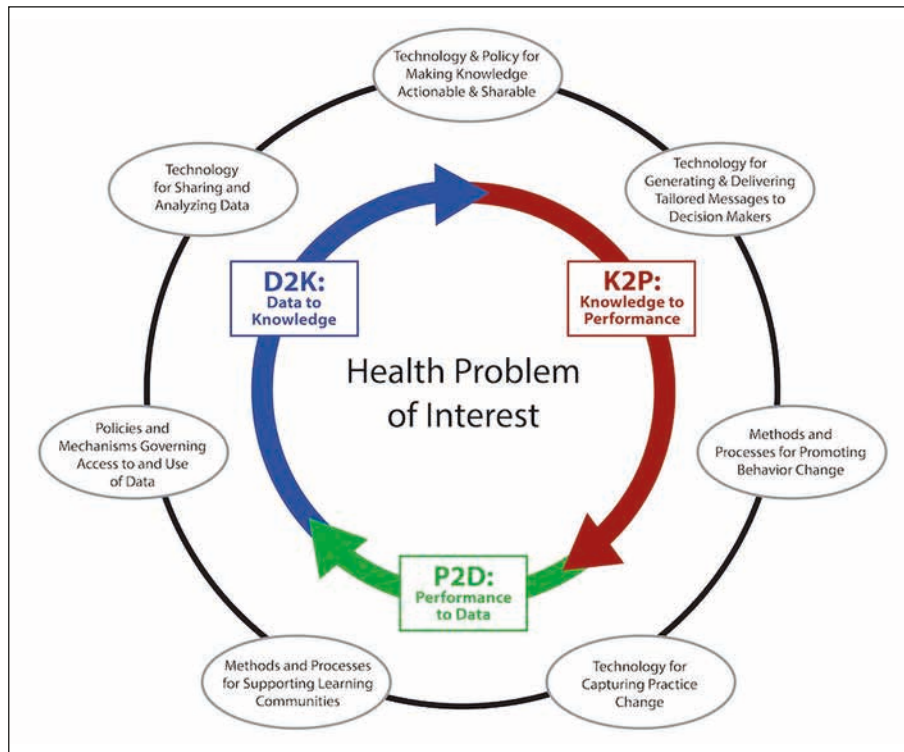 Technology & Policy for
Making Knowledge
Actionable & Sharable
Technology
for Sharing and
Analyzing Data
Technology for
Generating & Delivering
Tailored Messages to
Decision Makers
D2K:
Data to
Knowledge
K2P:
Knowledge to
Performance
Health Problem
of Interest
Policies and
Mechanisms Governing
Access to and Use
of Data
Methods and
Processes for Promoting
Behavior Change
P2D:
Performance
to Data
Methods and Processes
for Supporting Learning
Communities
Technology for
Capturing Practice
Change